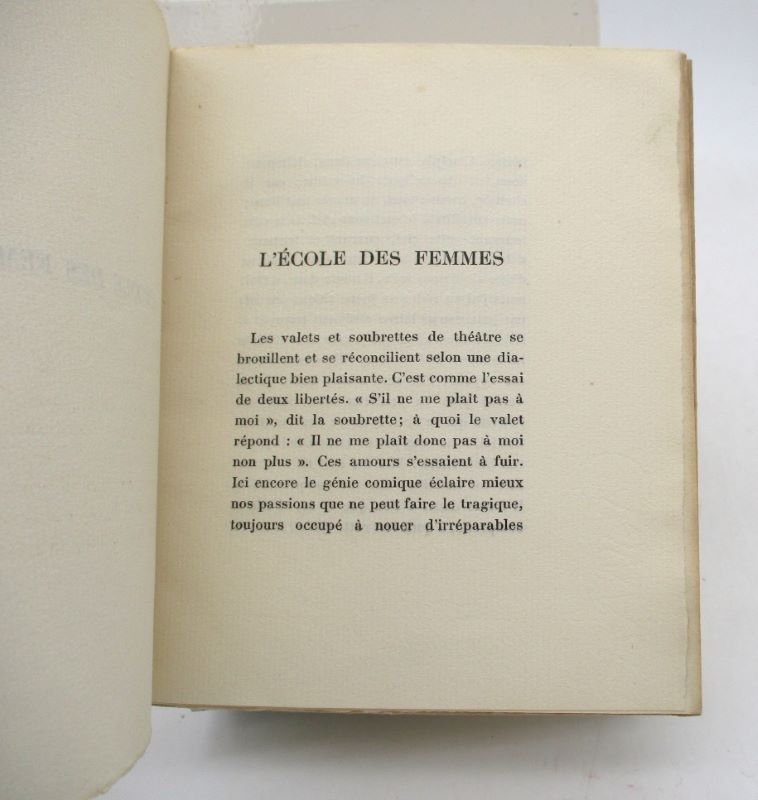 L'ÉCOLE DES FEMMES
Les valets et soubrettes de théâtre se
brouillent et se réconcilient selon une dia-
lectique bien plaisante. C'est comme l'essai
de deux libertés. « S'il ne me plaît pas à
moi », dit la soubrette; à quoi le valet
répond : « Il ne me plaît donc pas à moi
non plus ». Ces amours s'essaient à fuir.
Ici encore le génie comique éclaire mieux
nos passions que ne peut faire le tragique,
toujours occupé à nouer d'irréparables